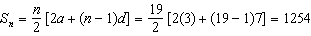 Sₙ = n/2 [2a + (n − 1)d] = 19/2 [2(3) + (19 − 1)7] = 1254